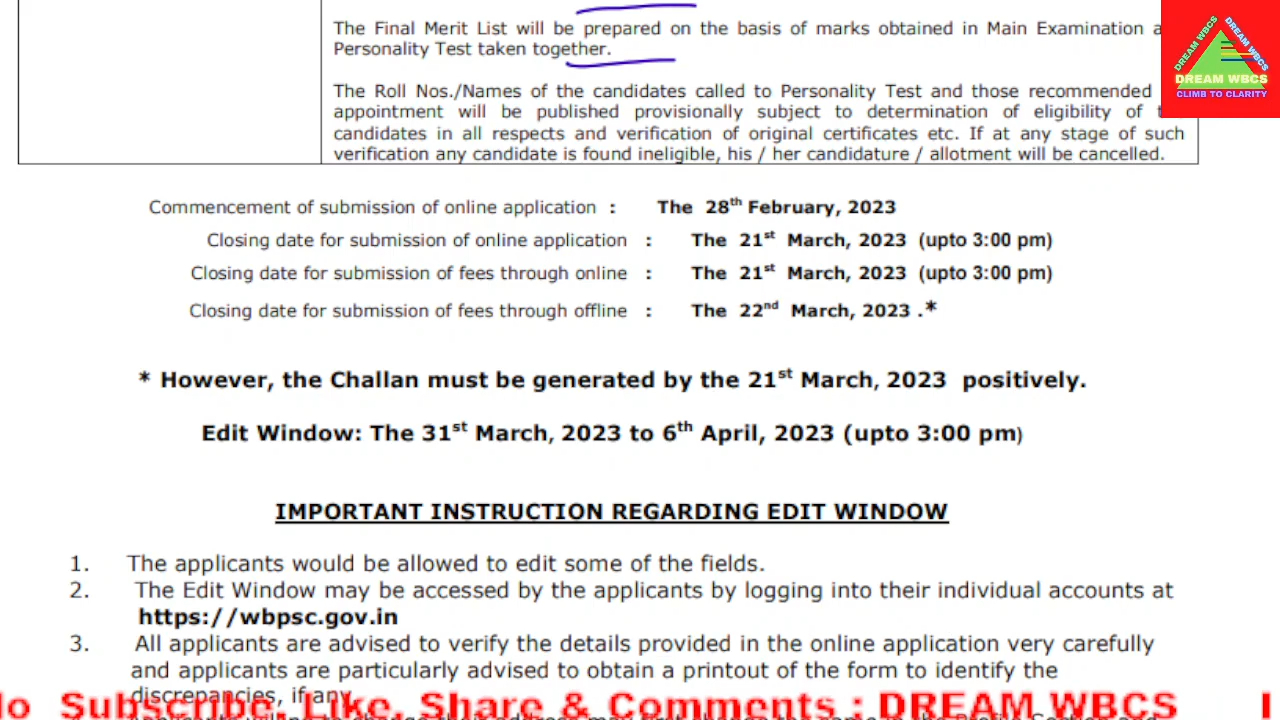 The Final Merit List will be prepared on the basis of marks obtained in Main Examination a
Personality Test taken together.
The Roll Nos./Names of the candidates called to Personality Test and those recommended
appointment will be published provisionally subject to determination of eligibility of
candidates in all respects and verification of original certificates etc. If at any stage of such
verification any candidate is found ineligible, his / her candidature / allotment will be cancelled.
DREAM WBCS
DREAM WBCS
DREAM WBCS
CLIMB TO CLARITY
Commencement of submission of online application : The 28th February, 2023
Closing date for submission of online application : The 21st March, 2023 (upto 3:00 pm)
Closing date for submission of fees through online : The 21st March, 2023 (upto 3:00 pm)
Closing date for submission of fees through offline : The 22nd March, 2023 .*
* However, the Challan must be generated by the 21st March, 2023 positively.
Edit Window: The 31st March, 2023 to 6th April, 2023 (upto 3:00 pm)
IMPORTANT INSTRUCTION REGARDING EDIT WINDOW
1. The applicants would be allowed to edit some of the fields.
2. The Edit Window may be accessed by the applicants by logging into their individual accounts at
https://wbpsc.gov.in
3. All applicants are advised to verify the details provided in the online application very carefully
and applicants are particularly advised to obtain a printout of the form to identify the
discrepancies, if any.
Subscribe, Like, Share & Comments : DREAM WBCS